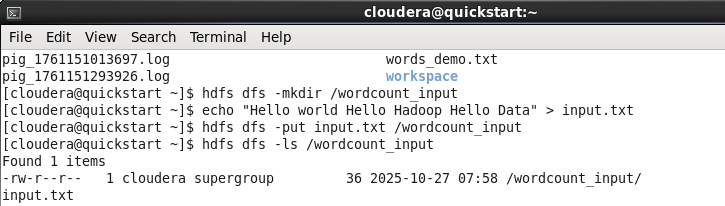 cloudera@quickstart:~
File Edit View Search Terminal Help
pig_1761151013697.log words_demo.txt
pig_1761151293926.log workspace
[cloudera@quickstart ~]$ hdfs dfs -mkdir /wordcount_input
[cloudera@quickstart ~]$ echo "Hello world Hello Hadoop Hello Data" > input.txt
[cloudera@quickstart ~]$ hdfs dfs -put input.txt /wordcount_input
[cloudera@quickstart ~]$ hdfs dfs -ls /wordcount_input
Found 1 items
-rw-r--r-- 1 cloudera supergroup 36 2025-10-27 07:58 /wordcount_input/
input.txt